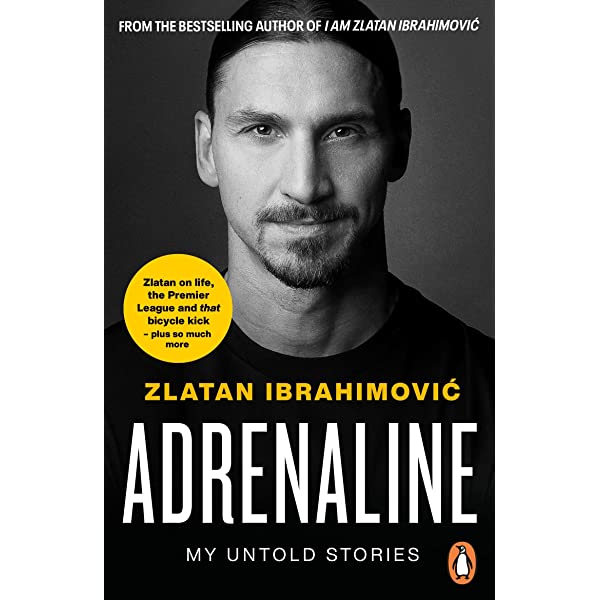 FROM THE BESTSELLING AUTHOR OF I AM ZLATAN IBRAHIMOVIĆ
Zlatan on life,
the Premier
League and that
bicycle kick
– plus so much
more
ZLATAN IBRAHIMOVIĆ
ADRENALINE
MY UNTOLD STORIES